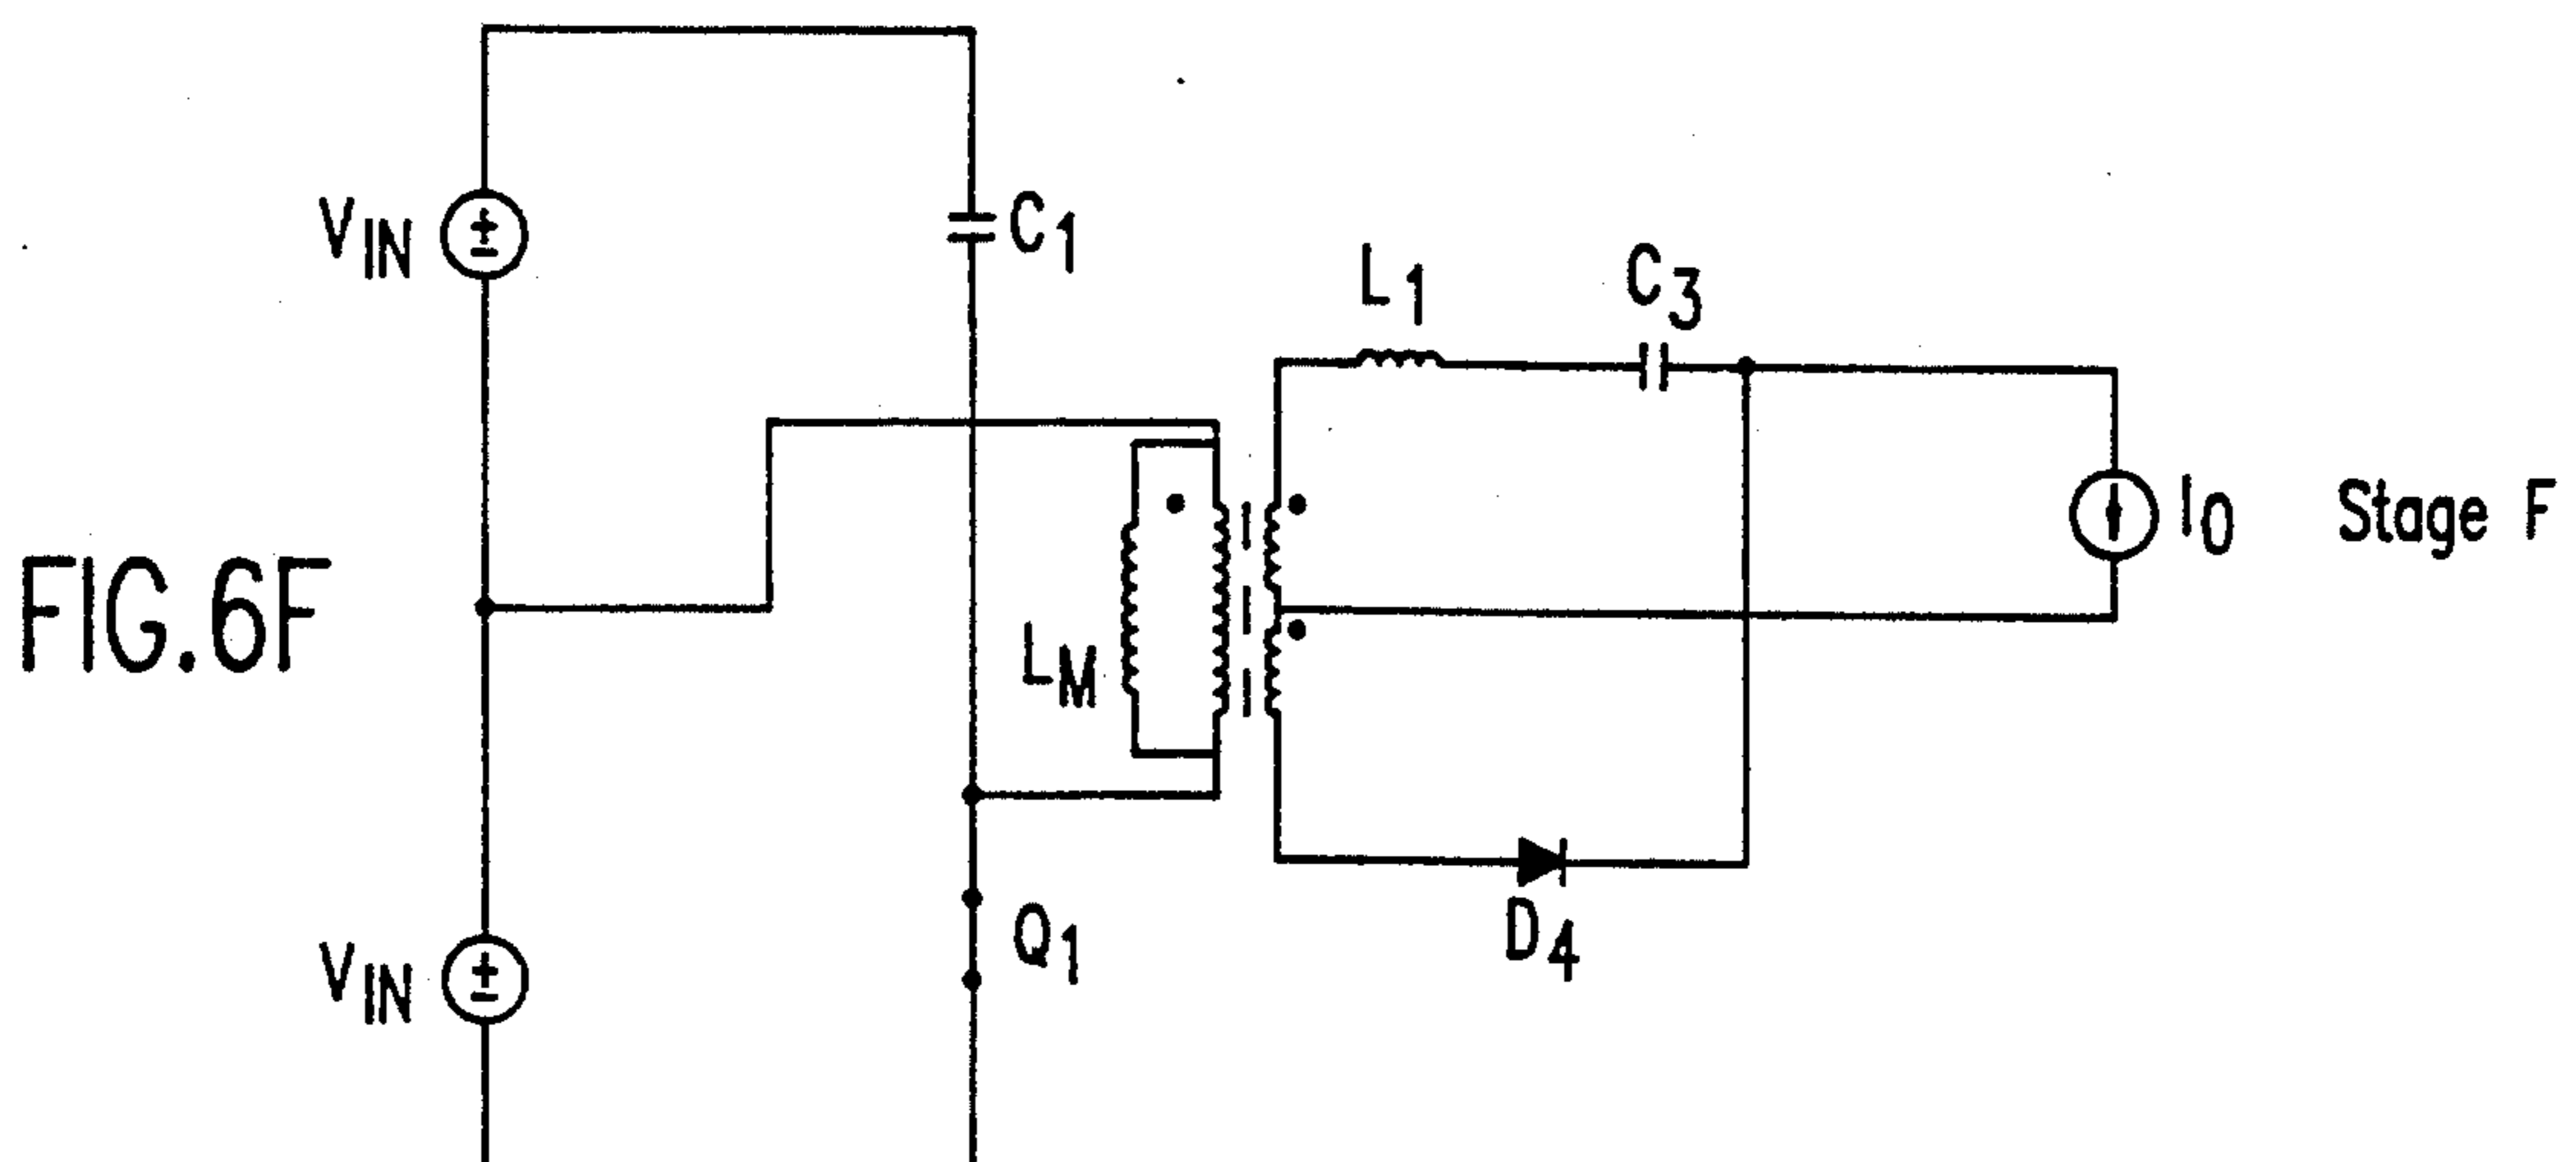 V_IN
C_1
L_1
C_3
I_0
Stage F
FIG.6F
L_M
V_IN
Q_1
D_4